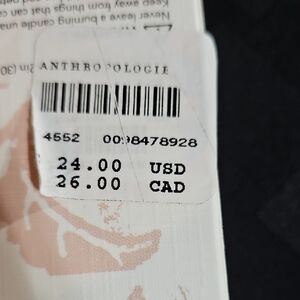 Never leave a burning candle una
Keep away from things that can c
ANTHROPOLOGIE
4552 0098478928
24.00 USD
26.00 CAD